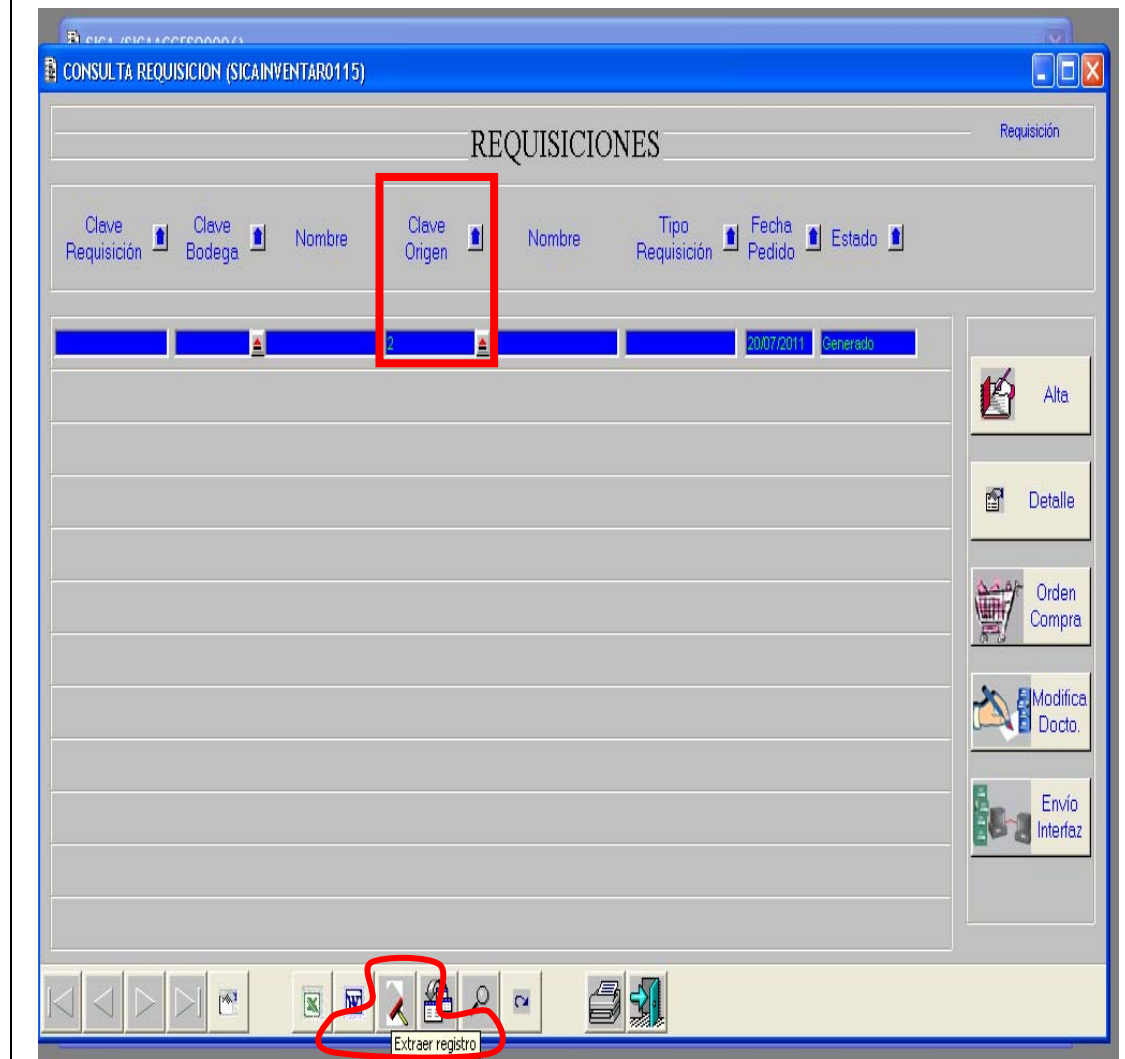 CONSULTA REQUISICION (SICAINVENTAR0115)
REQUISICIONES
Requisición
Clave Requisición
Clave Bodega
Nombre
Clave Origen
Nombre
Tipo Requisición
Fecha Pedido
Estado
2
20/07/2011
Generado
Alta
Detalle
Orden
Compra
Modifica
Docto.
Envío
Interfaz
Extraer registro